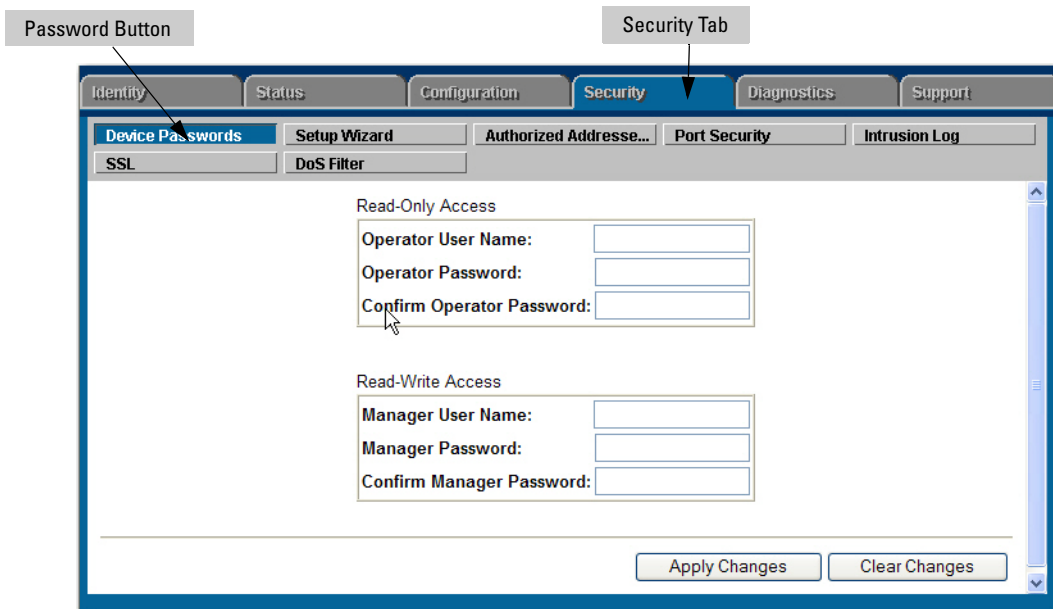 Password Button
Security Tab
Identity Status Configuration Security Diagnostics Support
Device Passwords Setup Wizard Authorized Addresse... Port Security Intrusion Log
SSL DoS Filter
Read-Only Access
Operator User Name:
Operator Password:
Confirm Operator Password:
Read-Write Access
Manager User Name:
Manager Password:
Confirm Manager Password:
Apply Changes Clear Changes